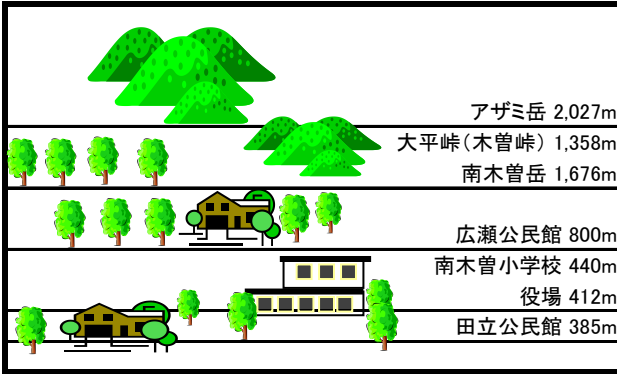 アザミ岳 2,027m
大平峠（木曽峠） 1,358m
南木曽岳 1,676m
広瀬公民館 800m
南木曽小学校 440m
役場 412m
田立公民館 385m